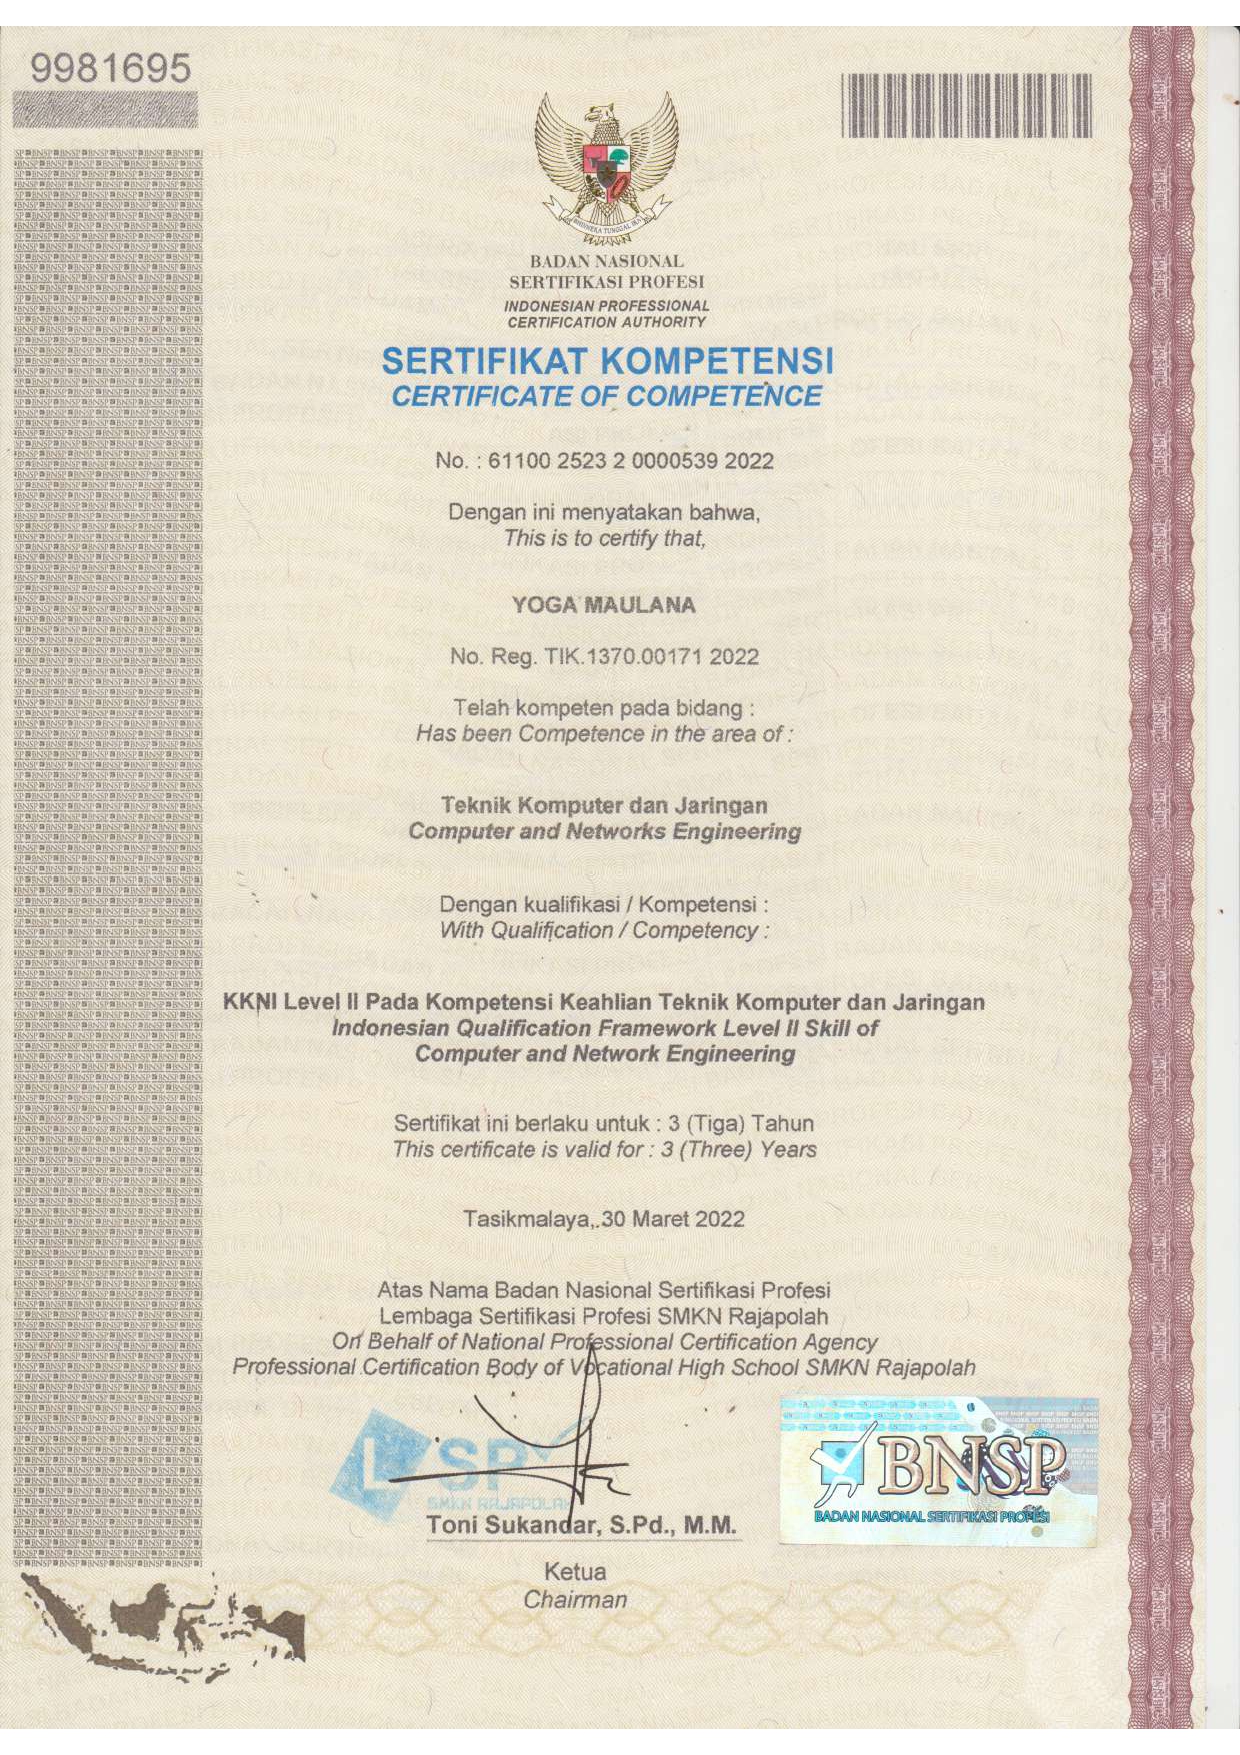 9981695
BHINNEKA TUNGGAL IKA
BADAN NASIONAL
SERTIFIKASI PROFESI
INDONESIAN PROFESSIONAL
CERTIFICATION AUTHORITY
SERTIFIKAT KOMPETENSI
CERTIFICATE OF COMPETENCE
No. : 61100 2523 2 0000539 2022
Dengan ini menyatakan bahwa,
This is to certify that,
YOGA MAULANA
No. Reg. TIK.1370.00171 2022
Telah kompeten pada bidang :
Has been Competence in the area of :
Teknik Komputer dan Jaringan
Computer and Networks Engineering
Dengan kualifikasi / Kompetensi :
With Qualification / Competency :
KKNI Level II Pada Kompetensi Keahlian Teknik Komputer dan Jaringan
Indonesian Qualification Framework Level II Skill of
Computer and Network Engineering
Sertifikat ini berlaku untuk : 3 (Tiga) Tahun
This certificate is valid for : 3 (Three) Years
Tasikmalaya, 30 Maret 2022
Atas Nama Badan Nasional Sertifikasi Profesi
Lembaga Sertifikasi Profesi SMKN Rajapolah
On Behalf of National Professional Certification Agency
Professional Certification Body of Vocational High School SMKN Rajapolah
LSP
SMKN RAJAPOLAH
BNSP
BADAN NASIONAL SERTIFIKASI PROFESI
Toni Sukandar, S.Pd., M.M.
Ketua
Chairman